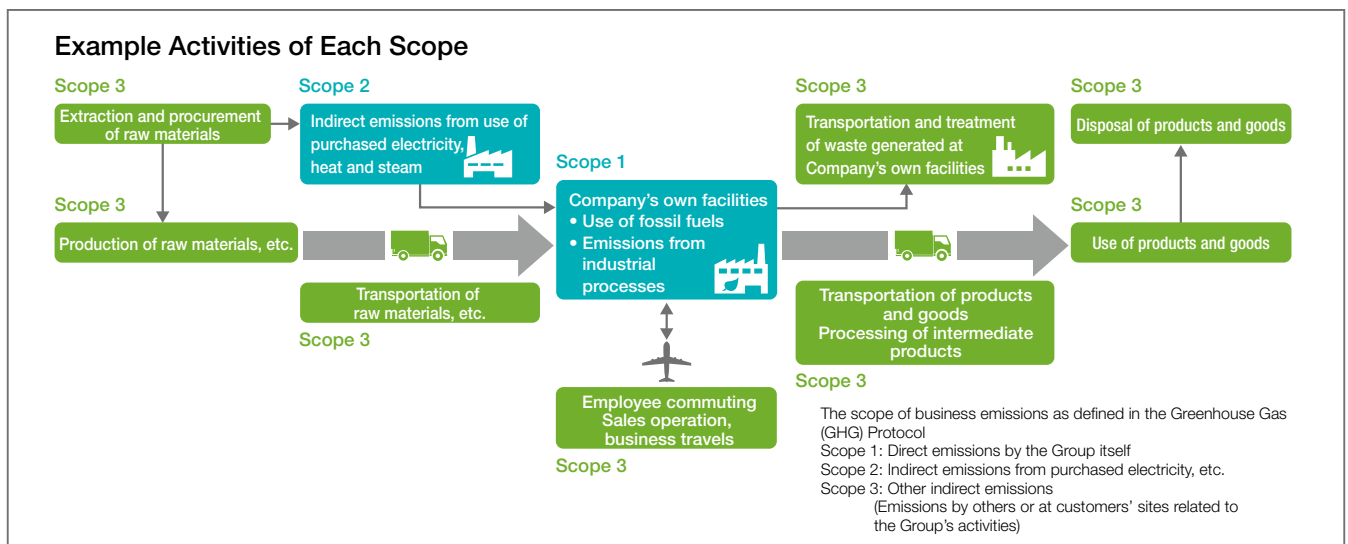 Example Activities of Each Scope
Scope 3
Extraction and procurement
of raw materials
Scope 2
Indirect emissions from use of
purchased electricity,
heat and steam
Scope 3
Production of raw materials, etc.
Transportation of
raw materials, etc.
Scope 3
Scope 1
Company's own facilities
• Use of fossil fuels
• Emissions from
industrial
processes
Employee commuting
Sales operation,
business travels
Scope 3
Scope 3
Transportation and treatment
of waste generated at
Company's own facilities
Transportation of products
and goods
Processing of intermediate
products
Scope 3
Scope 3
Disposal of products and goods
Scope 3
Use of products and goods
The scope of business emissions as defined in the Greenhouse Gas
(GHG) Protocol
Scope 1: Direct emissions by the Group itself
Scope 2: Indirect emissions from purchased electricity, etc.
Scope 3: Other indirect emissions
(Emissions by others or at customers' sites related to
the Group's activities)